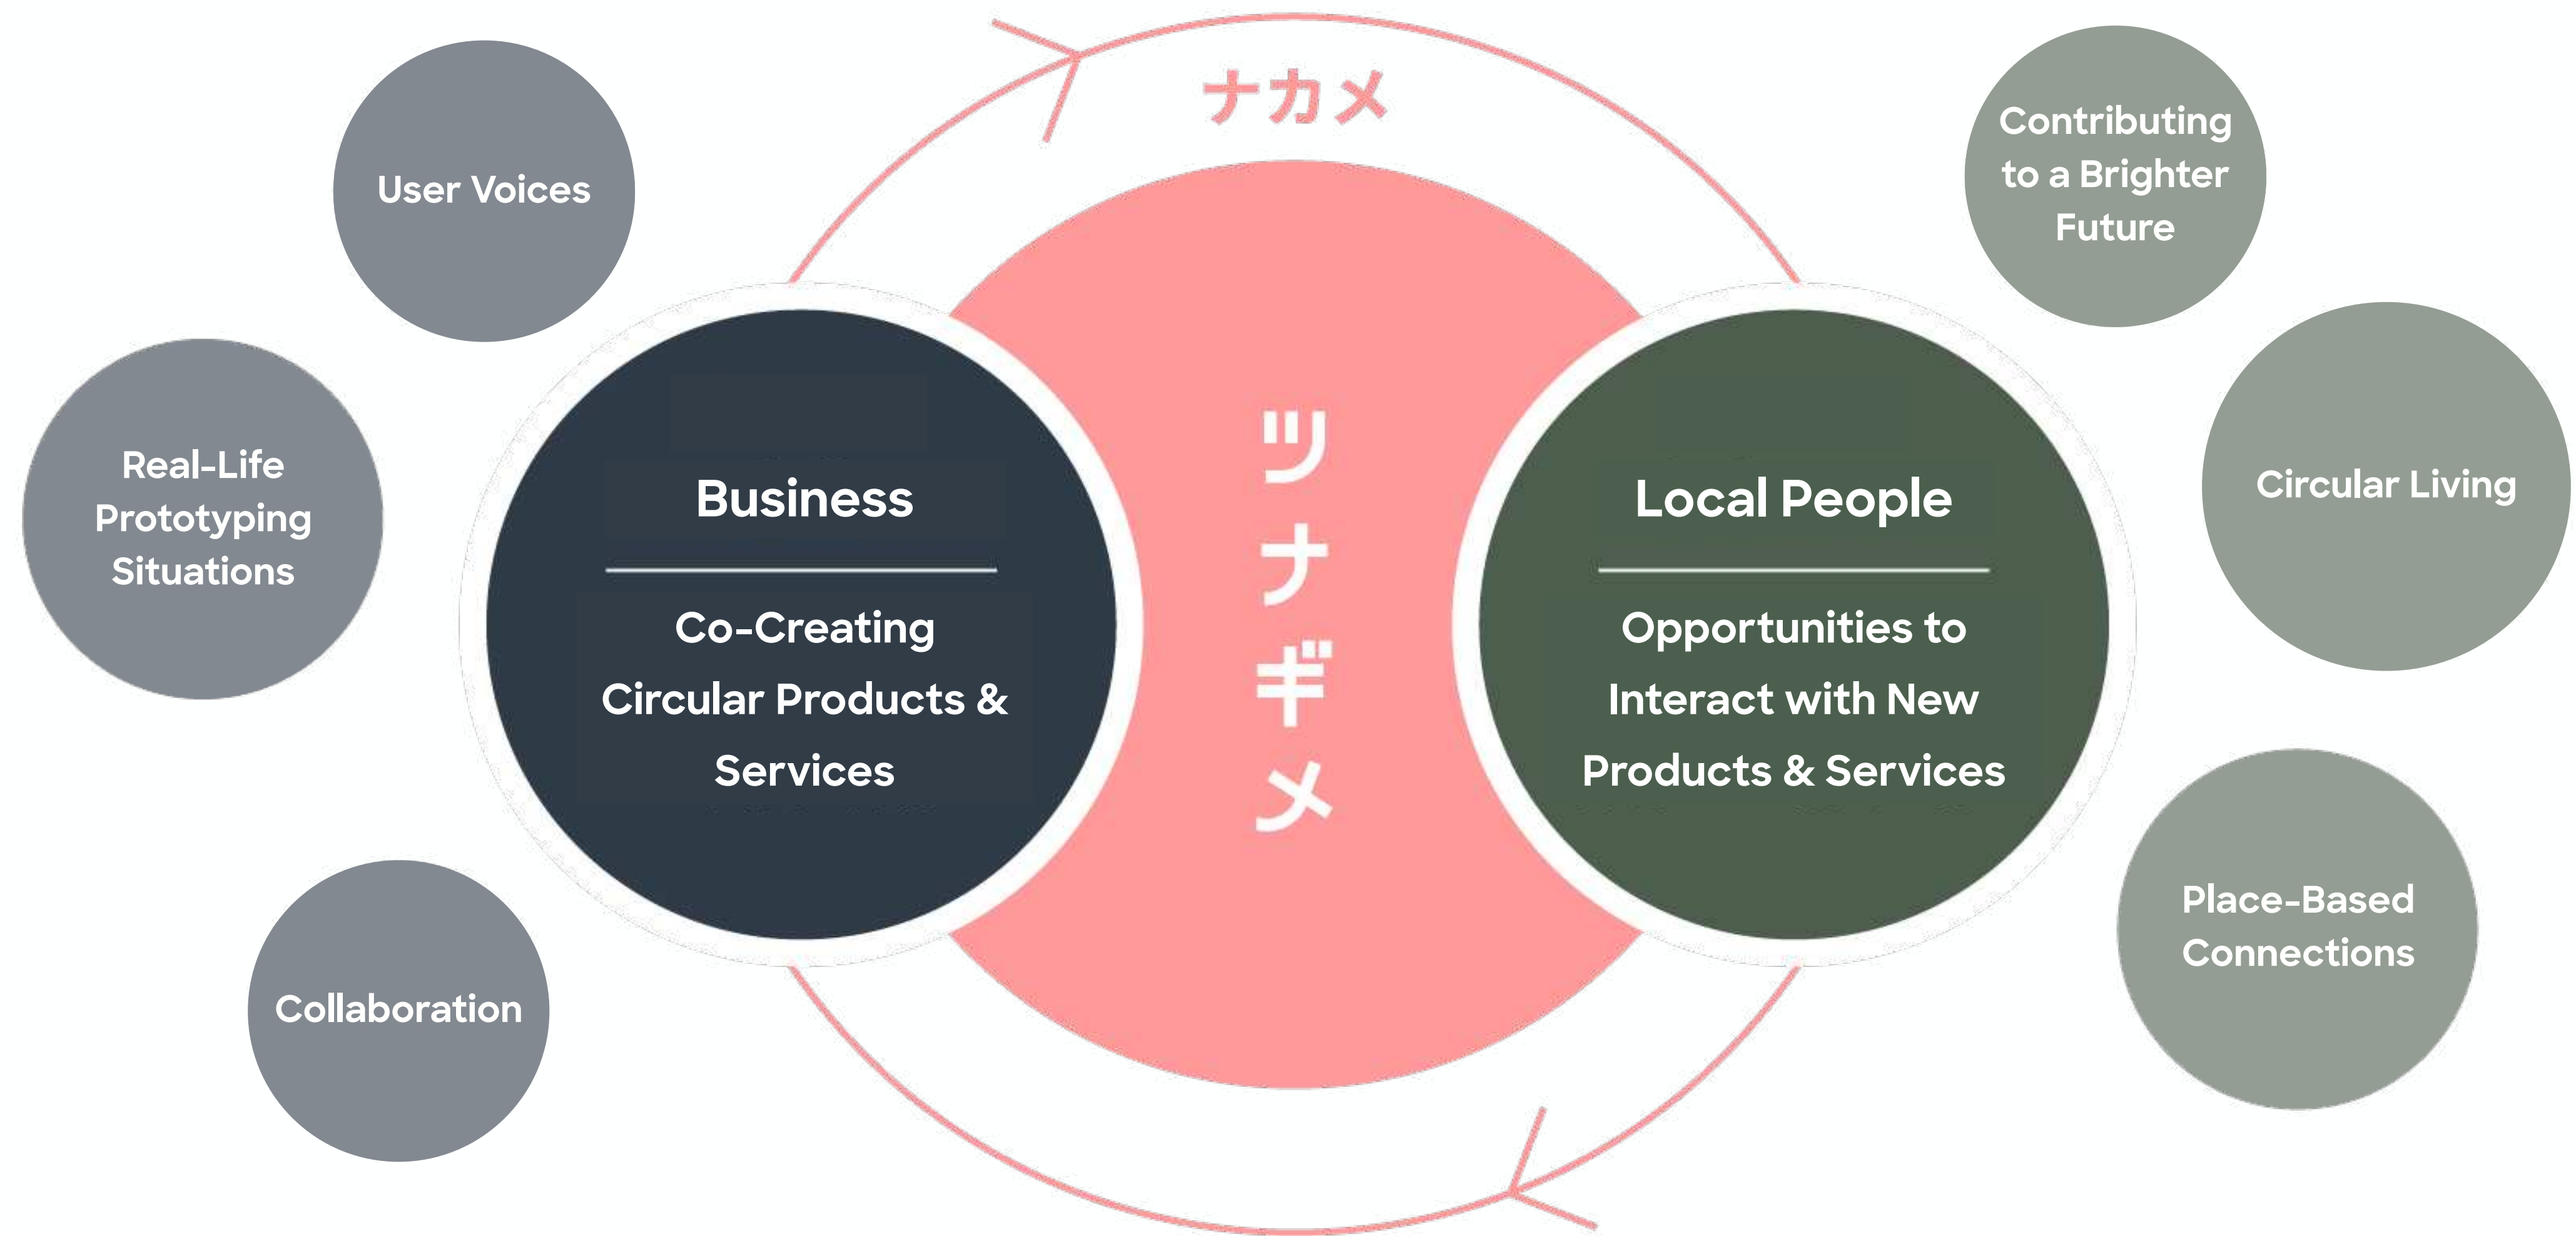 ナカメ
User Voices
Real-Life
Prototyping
Situations
Collaboration
Business
Co-Creating
Circular Products &
Services
ツナギメ
Local People
Opportunities to
Interact with New
Products & Services
Contributing
to a Brighter
Future
Circular Living
Place-Based
Connections